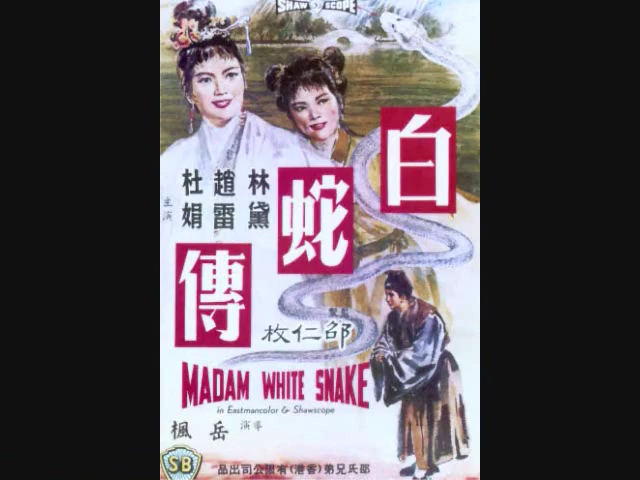 SHAW SCOPE
白
蛇
傳
林黛
趙雷
杜娟
主演
監製
邵仁枚
MADAM WHITE SNAKE
in Eastmancolor & Shawscope
導演
岳楓
SB
邵氏兄弟(香港)有限公司出品